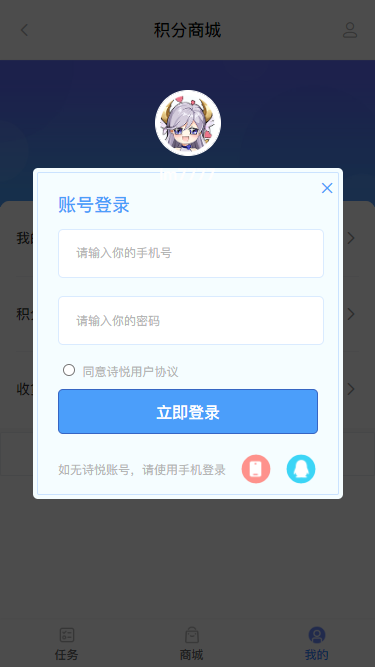 积分商城
账号登录
请输入你的手机号
我的
请输入你的密码
积分
同意诗悦用户协议
收货
立即登录
如无诗悦账号，请使用手机登录
任务
商城
我的